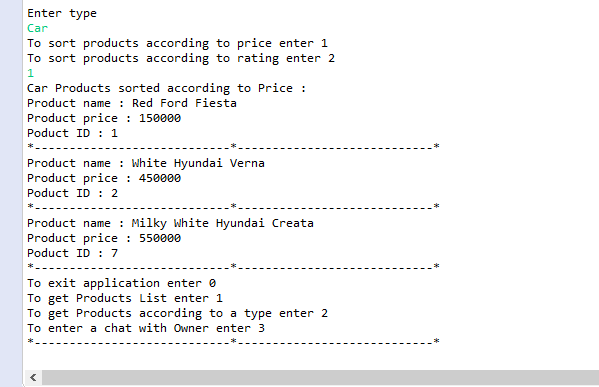 Enter type
Car
To sort products according to price enter 1
To sort products according to rating enter 2
1
Car Products sorted according to Price :
Product name : Red Ford Fiesta
Product price : 150000
Poduct ID : 1
*----------------------------*----------------------------*
Product name : White Hyundai Verna
Product price : 450000
Poduct ID : 2
*----------------------------*----------------------------*
Product name : Milky White Hyundai Creata
Product price : 550000
Poduct ID : 7
*----------------------------*----------------------------*
To exit application enter 0
To get Products List enter 1
To get Products according to a type enter 2
To enter a chat with Owner enter 3
*----------------------------*----------------------------*